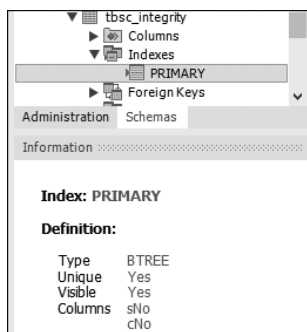 tbsc_integrity
Columns
Indexes
PRIMARY
Foreign Keys
Administration Schemas
Information
Index: PRIMARY
Definition:
Type BTREE
Unique Yes
Visible Yes
Columns sNo
cNo